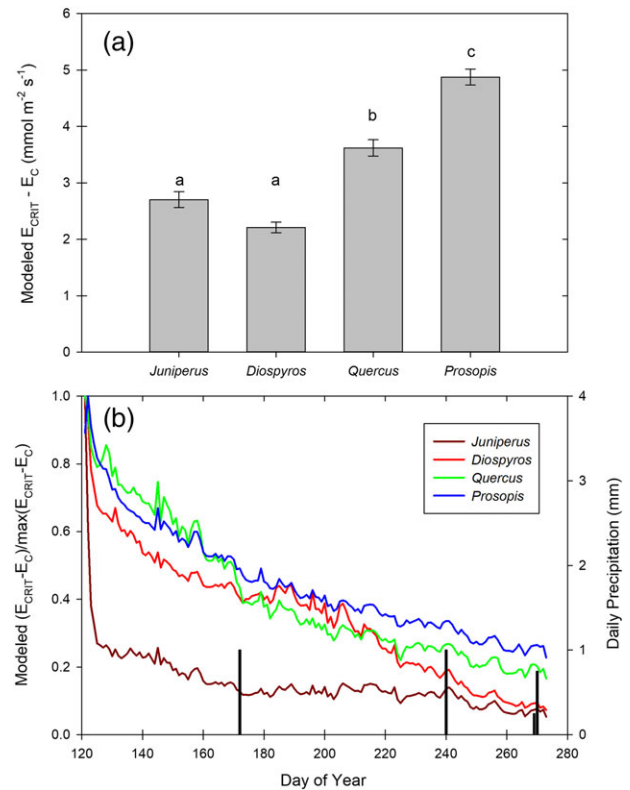 (a)
Modeled E_CRIT - E_C (mmol m⁻² s⁻¹)
6
5
4
3
2
1
0
a
a
b
c
Juniperus
Diospyros
Quercus
Prosopis
(b)
Modeled (E_CRIT-E_C)/max(E_CRIT-E_C)
1.0
0.8
0.6
0.4
0.2
0.0
Juniperus
Diospyros
Quercus
Prosopis
4
3
2
1
0
Daily Precipitation (mm)
120 140 160 180 200 220 240 260 280
Day of Year